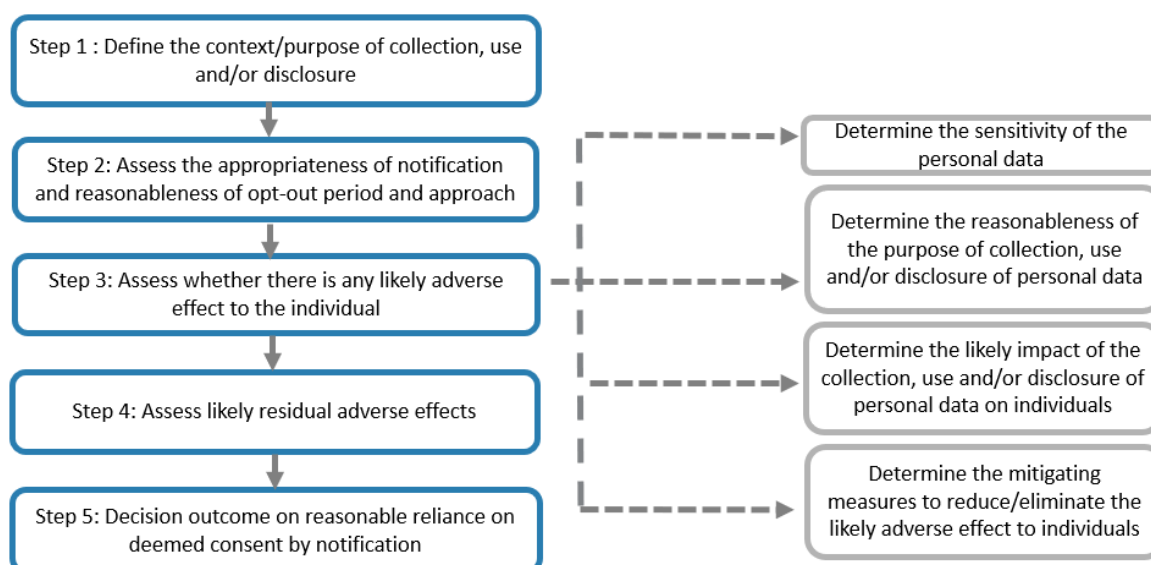 Step 1 : Define the context/purpose of collection, use
and/or disclosure
Step 2: Assess the appropriateness of notification
and reasonableness of opt-out period and approach
Step 3: Assess whether there is any likely adverse
effect to the individual
Step 4: Assess likely residual adverse effects
Step 5: Decision outcome on reasonable reliance on
deemed consent by notification
Determine the sensitivity of the
personal data
Determine the reasonableness of
the purpose of collection, use
and/or disclosure of personal data
Determine the likely impact of the
collection, use and/or disclosure of
personal data on individuals
Determine the mitigating
measures to reduce/eliminate the
likely adverse effect to individuals